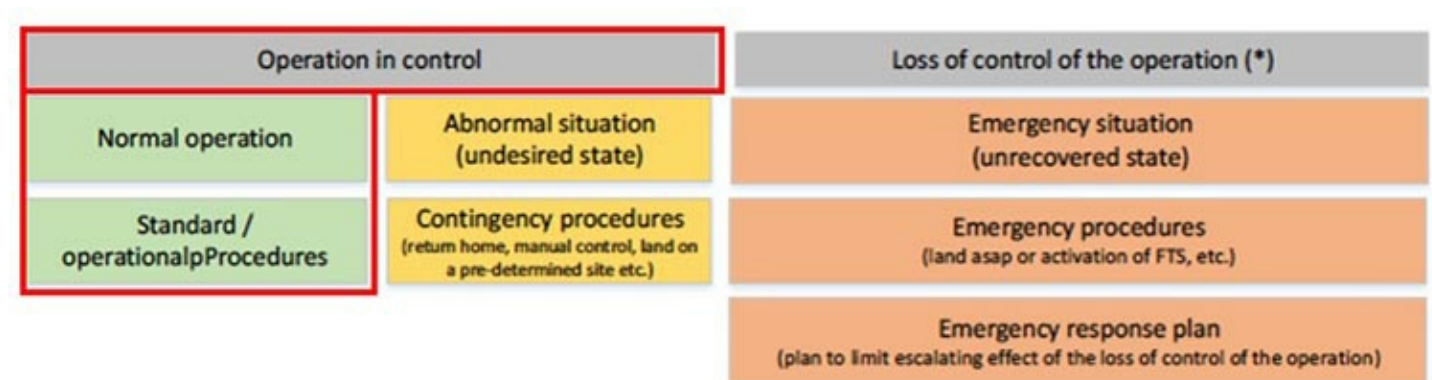 Operation in control
Loss of control of the operation (*)
Normal operation
Abnormal situation
(undesired state)
Emergency situation
(unrecovered state)
Standard /
operationalpProcedures
Contingency procedures
(return home, manual control, land on
a pre-determined site etc.)
Emergency procedures
(land asap or activation of FTS, etc.)
Emergency response plan
(plan to limit escalating effect of the loss of control of the operation)